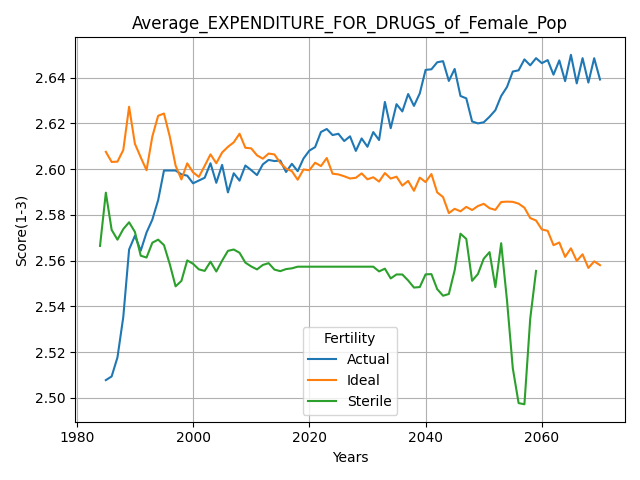 Average_EXPENDITURE_FOR_DRUGS_of_Female_Pop
Score(1-3)
2.64
2.62
2.60
2.58
2.56
2.54
2.52
2.50
Fertility
Actual
Ideal
Sterile
1980
2000
2020
2040
2060
Years